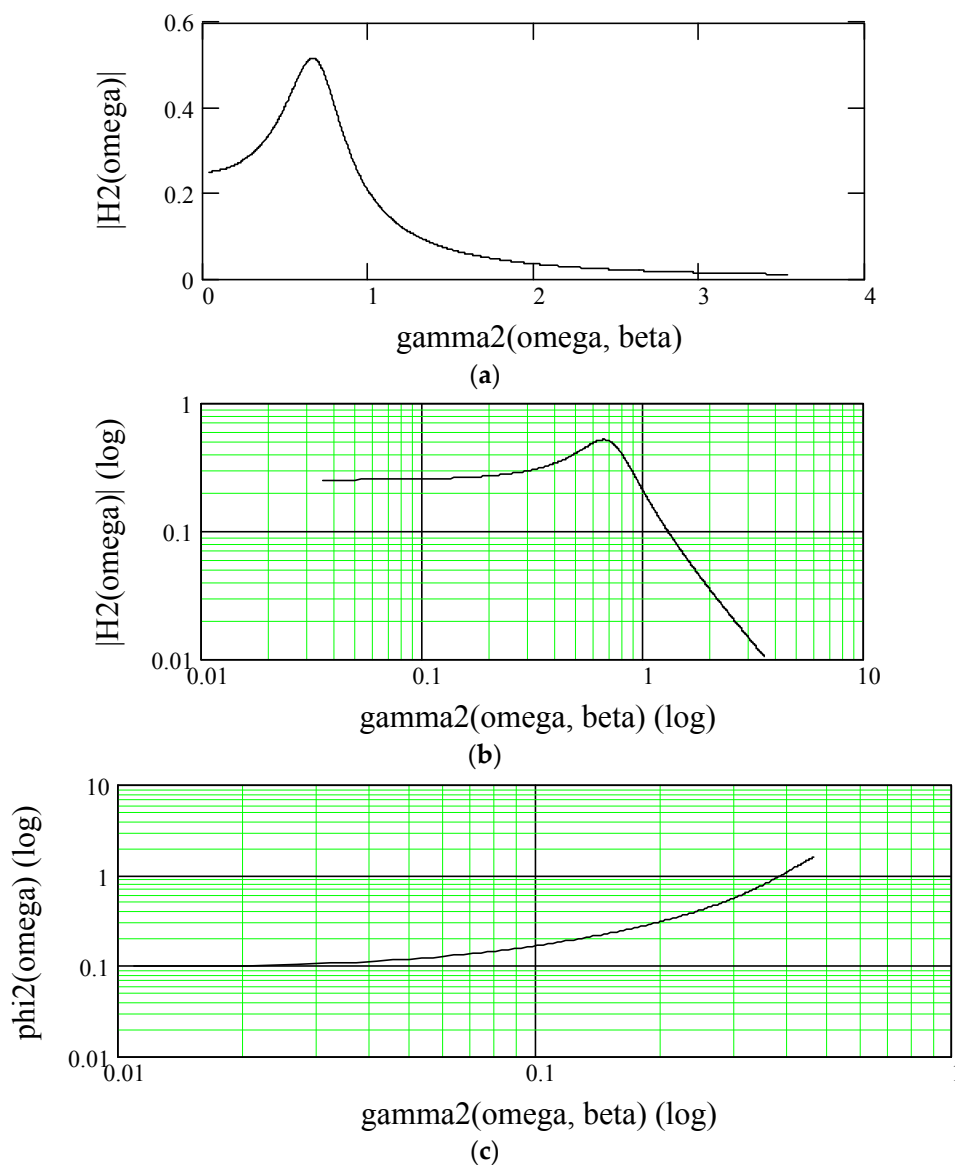 0.6
0.4
0.2
0
|H2(omega)|
0 1 2 3 4
gamma2(omega, beta)
(a)
1
0.1
0.01
|H2(omega)| (log)
0.01 0.1 1 10
gamma2(omega, beta) (log)
(b)
10
1
0.1
0.01
phi2(omega) (log)
0.01 0.1
gamma2(omega, beta) (log)
(c)